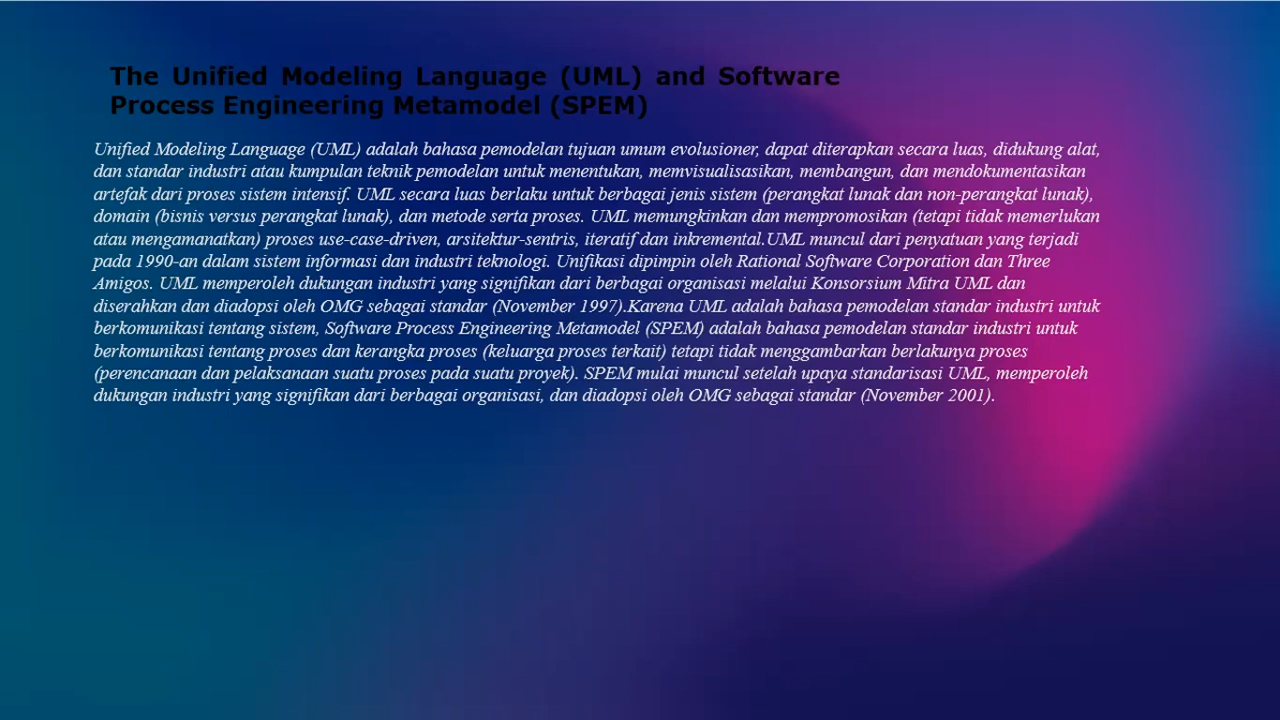 The Unified Modeling Language (UML) and Software
Process Engineering Metamodel (SPEM)
Unified Modeling Language (UML) adalah bahasa pemodelan tujuan umum evolusioner, dapat diterapkan secara luas, didukung alat,
dan standar industri atau kumpulan teknik pemodelan untuk menentukan, memvisualisasikan, membangun, dan mendokumentasikan
artefak dari proses sistem intensif. UML secara luas berlaku untuk berbagai jenis sistem (perangkat lunak dan non-perangkat lunak),
domain (bisnis versus perangkat lunak), dan metode serta proses. UML memungkinkan dan mempromosikan (tetapi tidak memerlukan
atau mengamanatkan) proses use-case-driven, arsitektur-sentris, iteratif dan inkremental.UML muncul dari penyatuan yang terjadi
pada 1990-an dalam sistem informasi dan industri teknologi. Unifikasi dipimpin oleh Rational Software Corporation dan Three
Amigos. UML memperoleh dukungan industri yang signifikan dari berbagai organisasi melalui Konsorsium Mitra UML dan
diserahkan dan diadopsi oleh OMG sebagai standar (November 1997).Karena UML adalah bahasa pemodelan standar industri untuk
berkomunikasi tentang sistem, Software Process Engineering Metamodel (SPEM) adalah bahasa pemodelan standar industri untuk
berkomunikasi tentang proses dan kerangka proses (keluarga proses terkait) tetapi tidak menggambarkan berlakunya proses
(perencanaan dan pelaksanaan suatu proses pada suatu proyek). SPEM mulai muncul setelah upaya standarisasi UML, memperoleh
dukungan industri yang signifikan dari berbagai organisasi, dan diadopsi oleh OMG sebagai standar (November 2001).